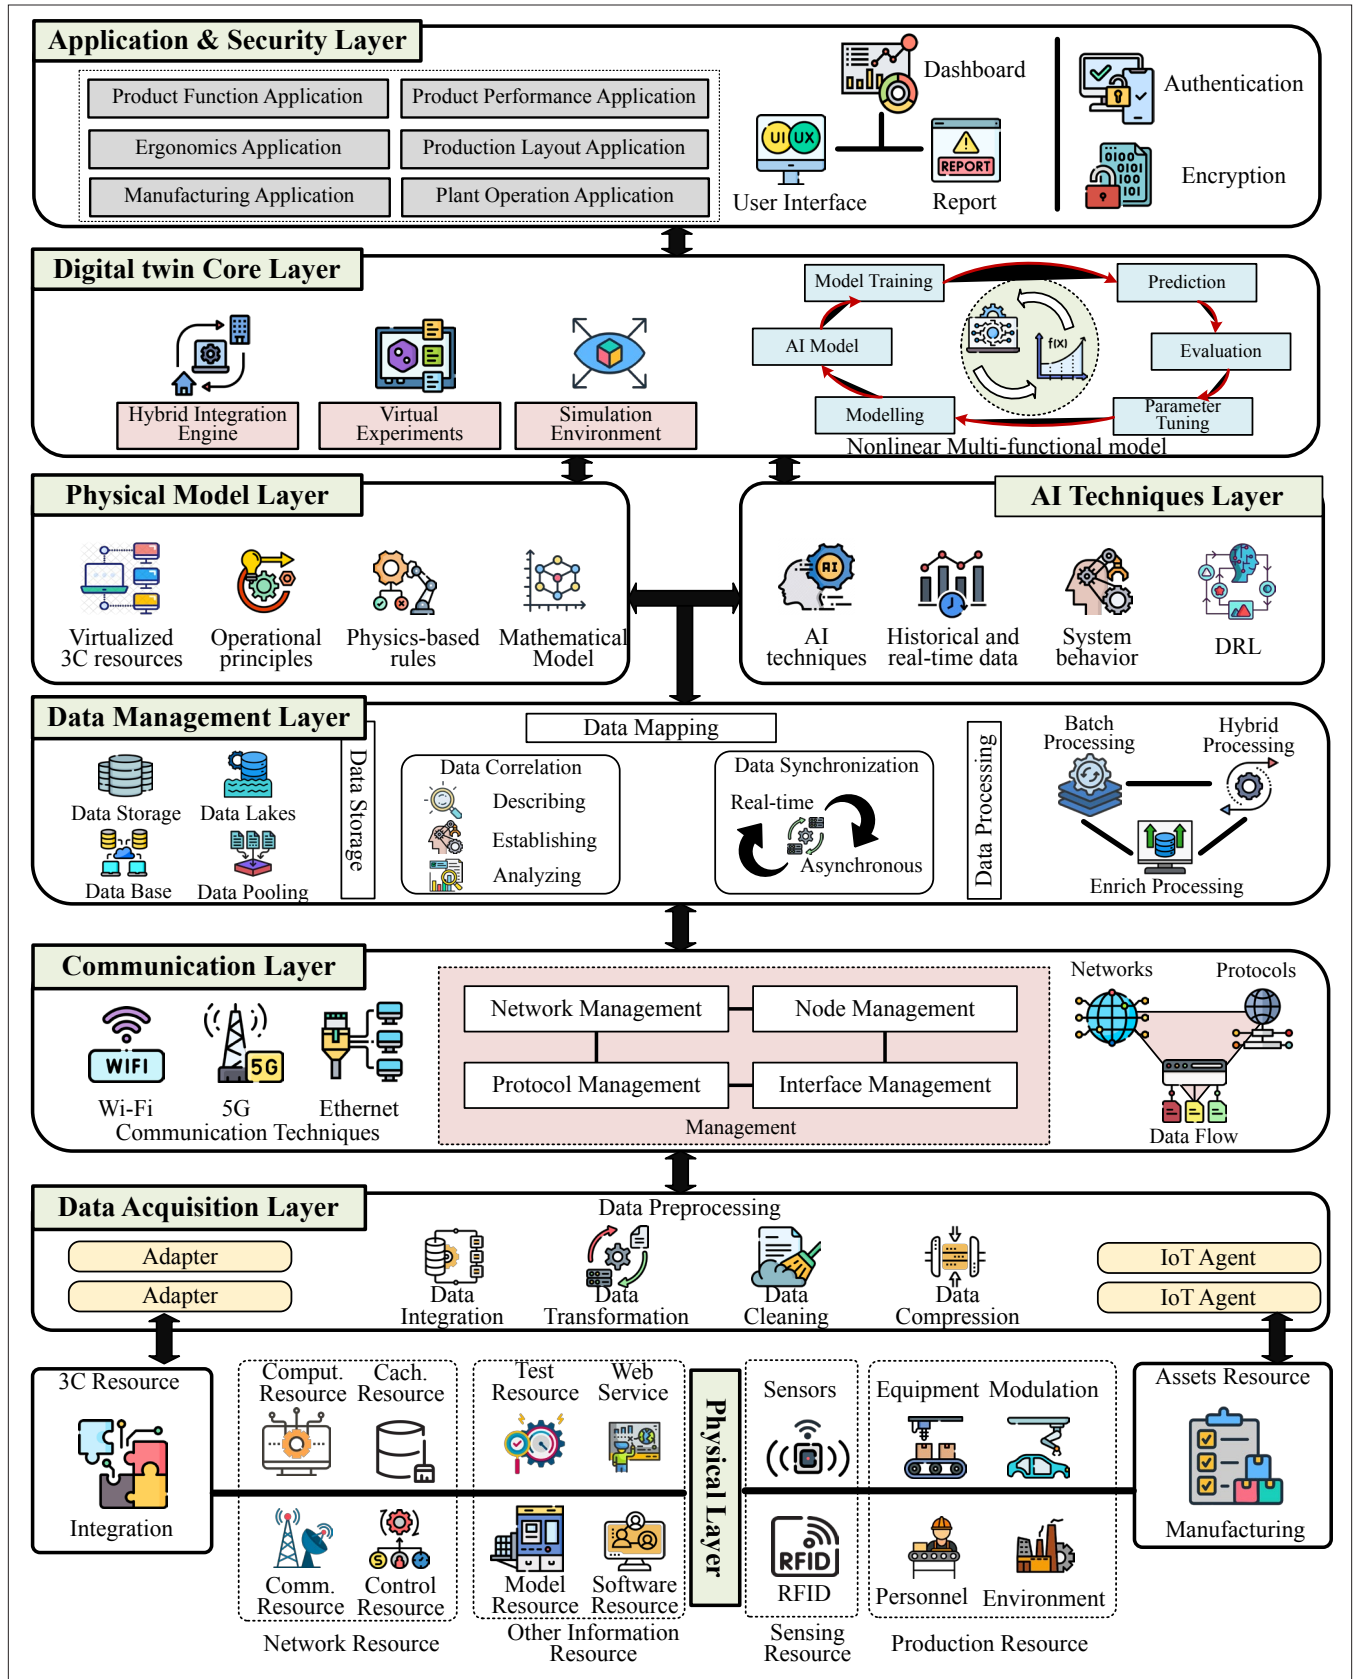 Application & Security Layer
Product Function Application
Product Performance Application
Ergonomics Application
Production Layout Application
Manufacturing Application
Plant Operation Application
Dashboard
UI UX
User Interface
REPORT
Report
Authentication
0100
0101
100
101
Encryption
Digital twin Core Layer
Hybrid Integration
Engine
Virtual
Experiments
Simulation
Environment
Model Training
Prediction
AI Model
Evaluation
Modelling
Parameter
Tuning
f(X)
Nonlinear Multi-functional model
Physical Model Layer
Virtualized
3C resources
Operational
principles
Physics-based
rules
Mathematical
Model
AI Techniques Layer
AI
AI
techniques
Historical and
real-time data
System
behavior
DRL
Data Management Layer
Data Storage
Data Lakes
Data Base
Data Pooling
Data Storage
Data Mapping
Data Correlation
Describing
Establishing
Analyzing
Data Synchronization
Real-time
Asynchronous
Data Processing
Batch
Processing
Hybrid
Processing
Enrich Processing
Communication Layer
WIFI
5G
Wi-Fi
5G
Ethernet
Communication Techniques
Network Management
Node Management
Protocol Management
Interface Management
Management
Networks
Protocols
Data Flow
Data Acquisition Layer
Adapter
Adapter
Data Preprocessing
Data
Integration
Data
Transformation
Data
Cleaning
Data
Compression
IoT Agent
IoT Agent
3C Resource
Integration
Comput.
Resource
Cach.
Resource
Comm.
Resource
S
Control
Resource
Network Resource
Test
Resource
Web
Service
Model
Resource
Software
Resource
Other Information
Resource
Physical Layer
Sensors
RFID
RFID
Sensing
Resource
Equipment
Modulation
Personnel
Environment
Production Resource
Assets Resource
Manufacturing